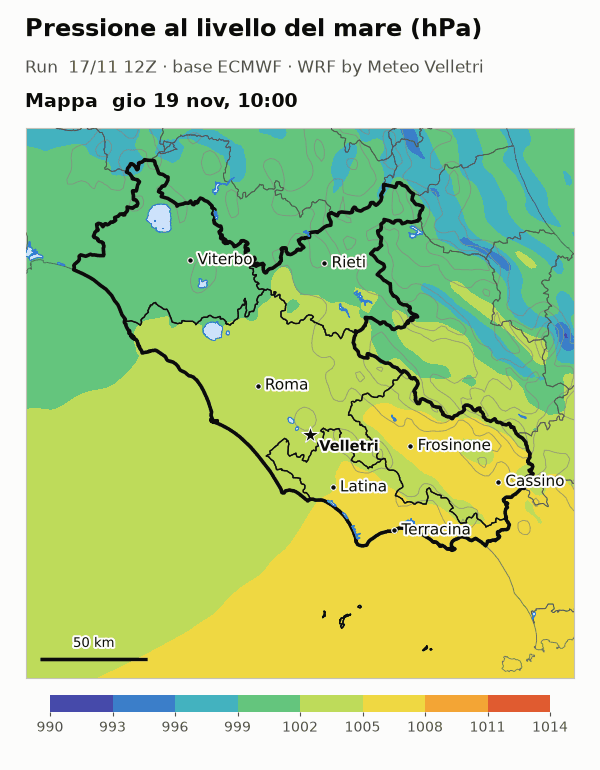 Pressione al livello del mare (hPa)
Run  17/11 12Z · base ECMWF · WRF by Meteo Velletri
Mappa  gio 19 nov, 10:00
Viterbo
Rieti
Roma
Velletri
Frosinone
Cassino
Latina
Terracina
50 km
990 993 996 999 1002 1005 1008 1011 1014